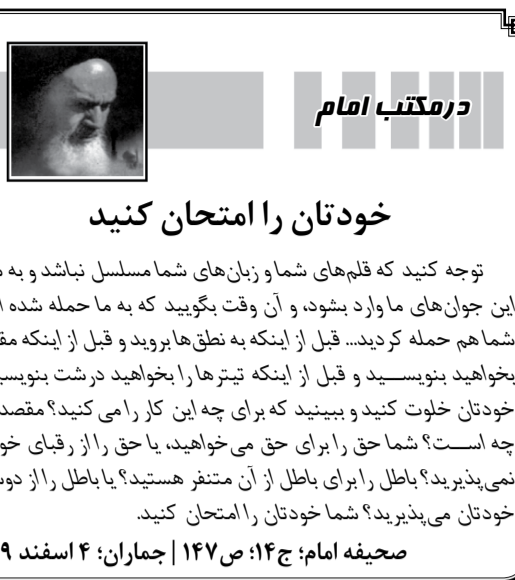 درمکتب امام
خودتان را امتحان کنید
توجه کنید که قلم‌های شما و زبان‌های شما مسلسل نباشد و به
این جوان‌های ما وارد بشود، و آن وقت بگویید که به ما حمله شده
شما هم حمله کردید... قبل از اینکه به نطق‌ها بروید و قبل از اینکه
بخواهید بنویســید و قبل از اینکه تیترها را بخواهید درشت
خودتان خلوت کنید و ببینید که برای چه این کار را می کنید؟ مقصد
چه اســت؟ شما حق را برای حق می‌خواهید، یا حق را از رقبای
نمی‌پذیرید؟ باطل را برای باطل از آن متنفر هستید؟ یا باطل را از
خودتان می‌پذیرید؟ شما خودتان را امتحان کنید.
صحیفه امام؛ ج۱۴؛ ص۱۴۷ | جماران؛ ۴ اسفند